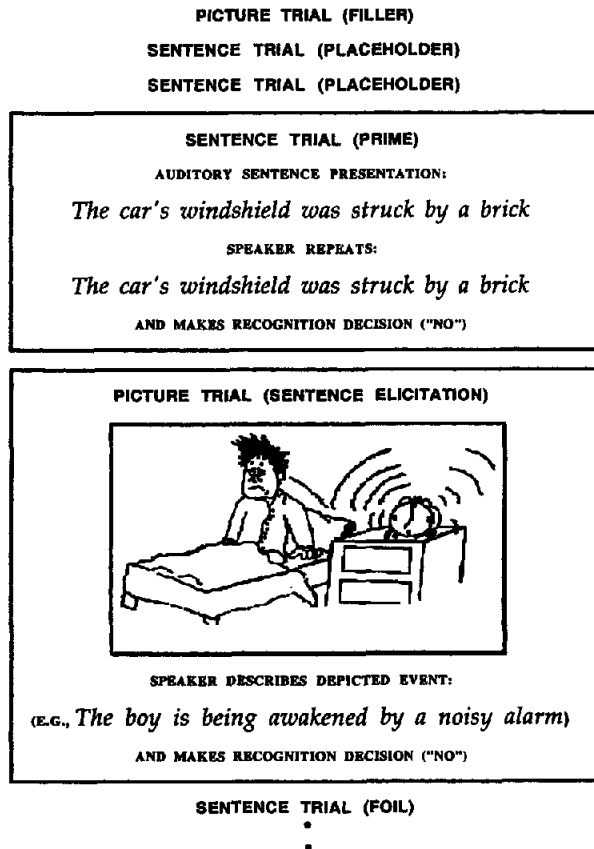 PICTURE TRIAL (FILLER)
SENTENCE TRIAL (PLACEHOLDER)
SENTENCE TRIAL (PLACEHOLDER)
SENTENCE TRIAL (PRIME)
AUDITORY SENTENCE PRESENTATION:
The car's windshield was struck by a brick
SPEAKER REPEATS:
The car's windshield was struck by a brick
AND MAKES RECOGNITION DECISION ("NO")
PICTURE TRIAL (SENTENCE ELICITATION)
SPEAKER DESCRIBES DEPICTED EVENT:
(E.G., The boy is being awakened by a noisy alarm)
AND MAKES RECOGNITION DECISION ("NO")
SENTENCE TRIAL (FOIL)